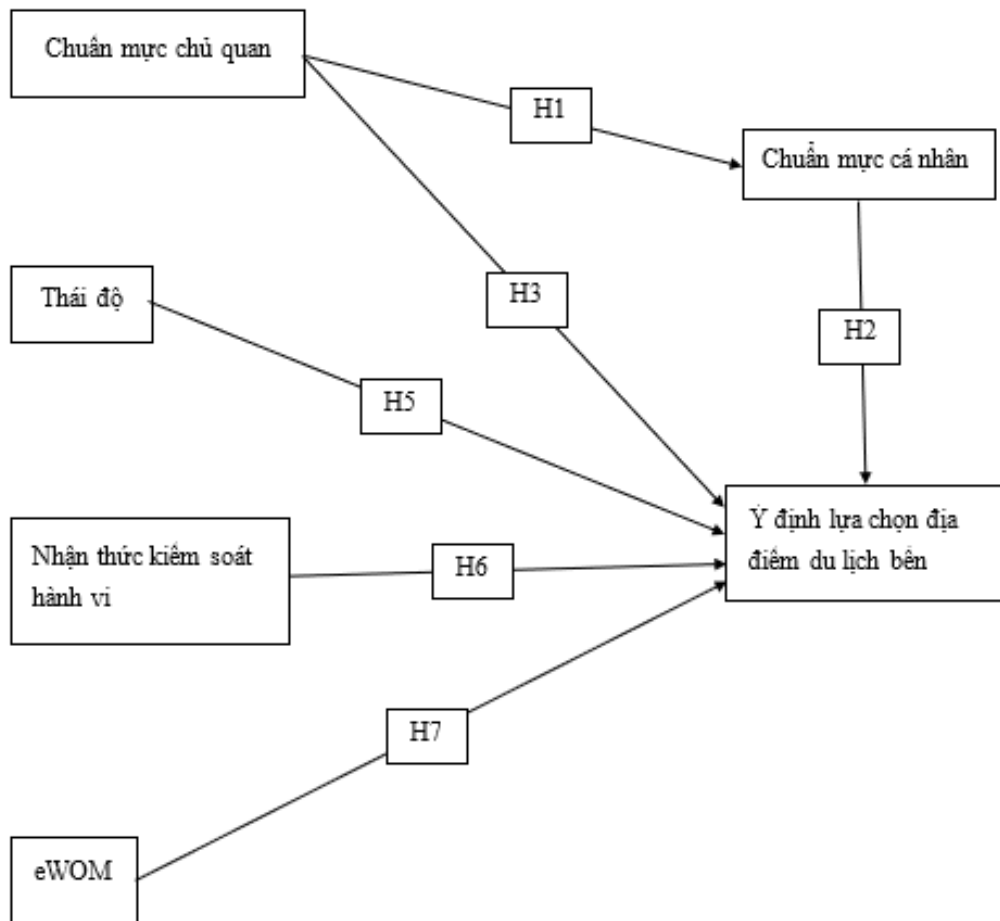 Chuẩn mực chủ quan
H1
Chuẩn mực cá nhân
Thái độ
H3
H2
H5
Ý định lựa chọn địa
điểm du lịch bền
Nhận thức kiểm soát
hành vi
H6
H7
eWOM